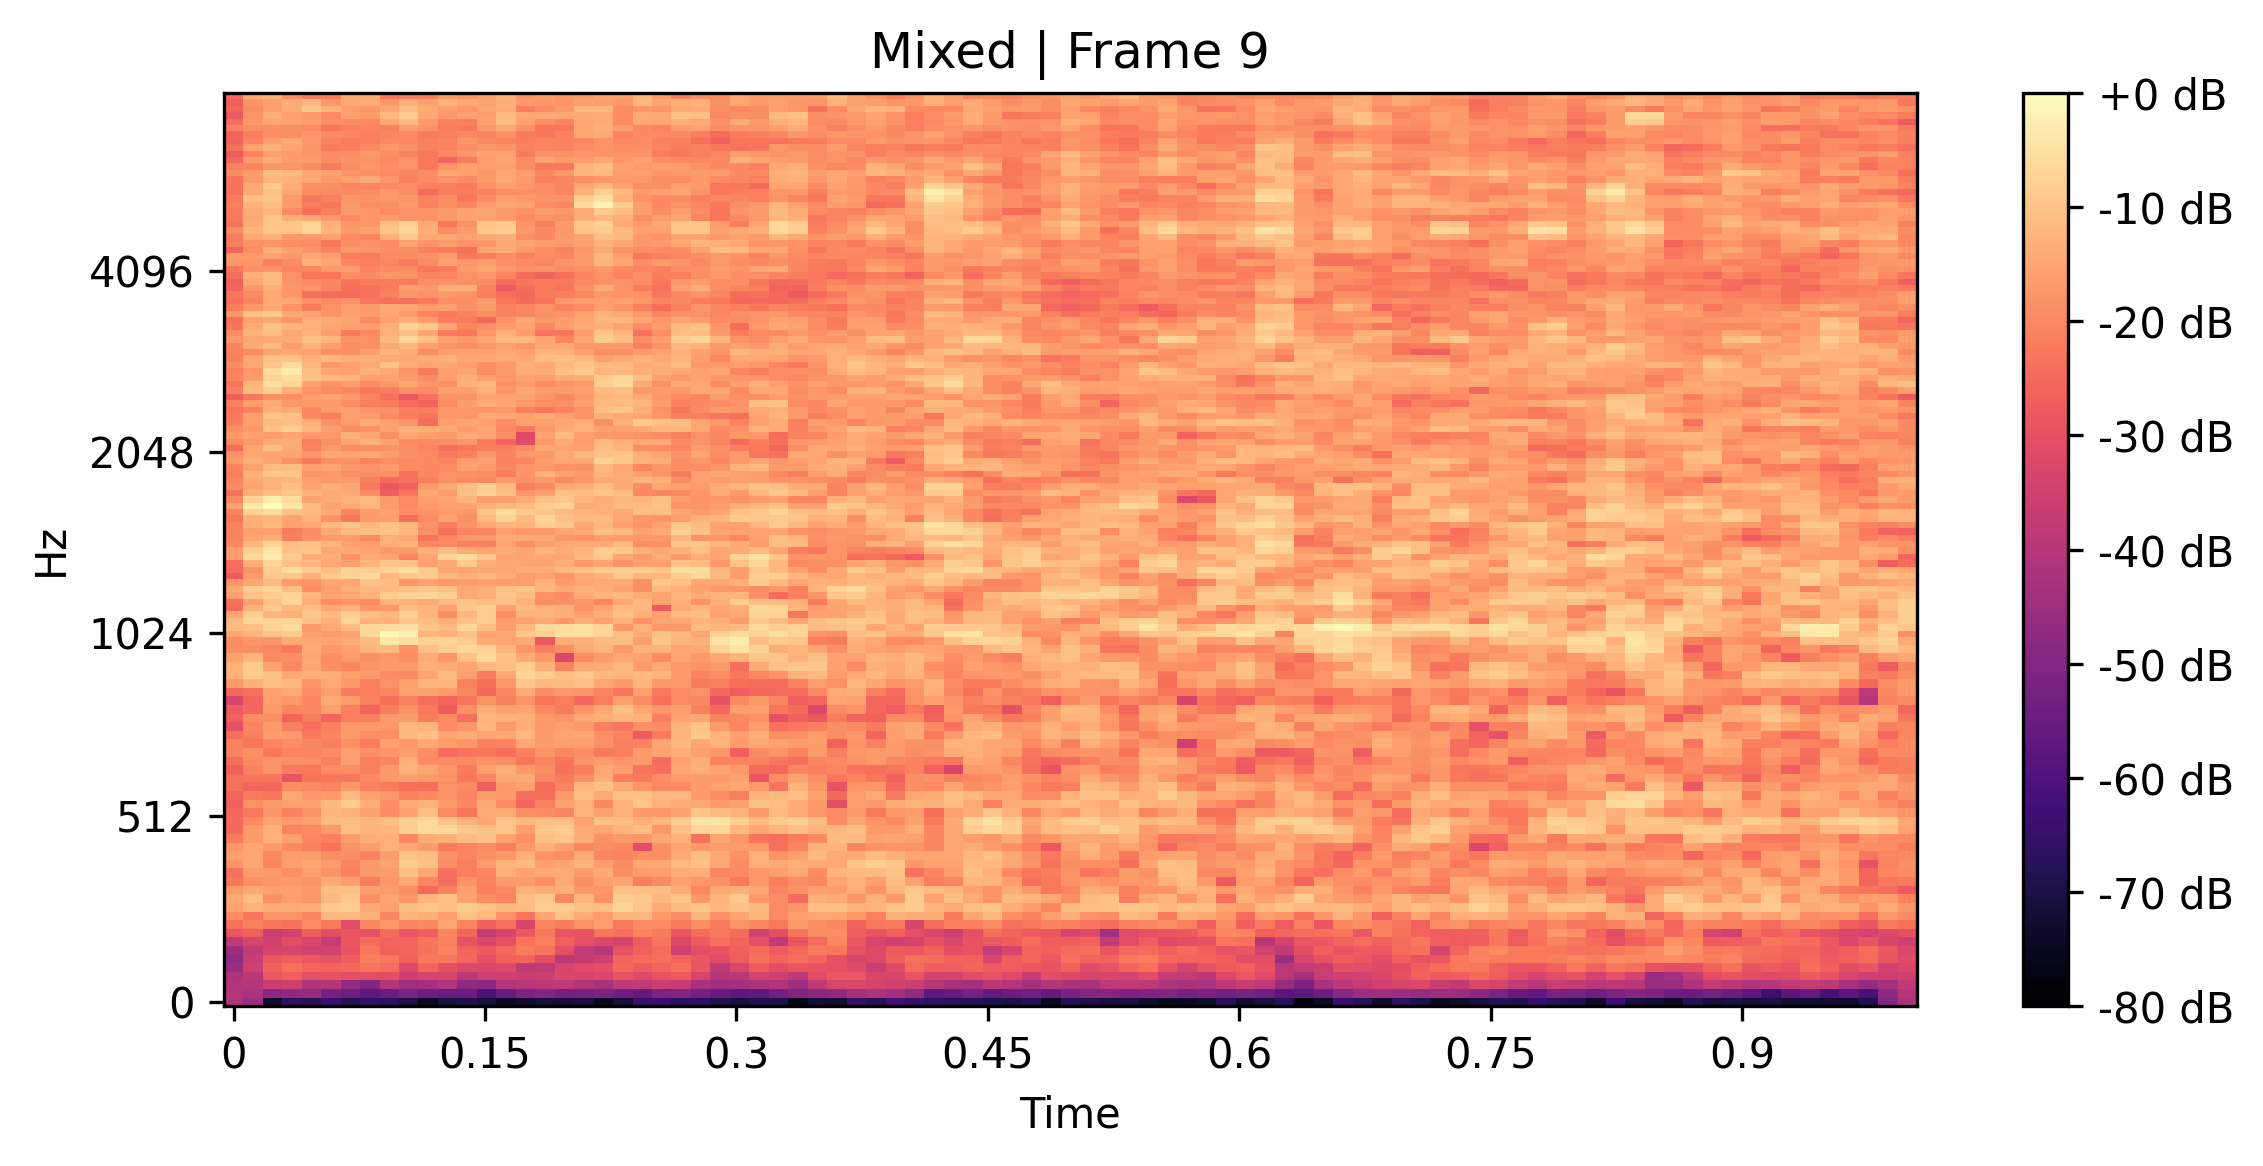 Mixed | Frame 9
Hz
4096
2048
1024
512
0
0 0.15 0.3 0.45 0.6 0.75 0.9
Time
+0 dB
-10 dB
-20 dB
-30 dB
-40 dB
-50 dB
-60 dB
-70 dB
-80 dB